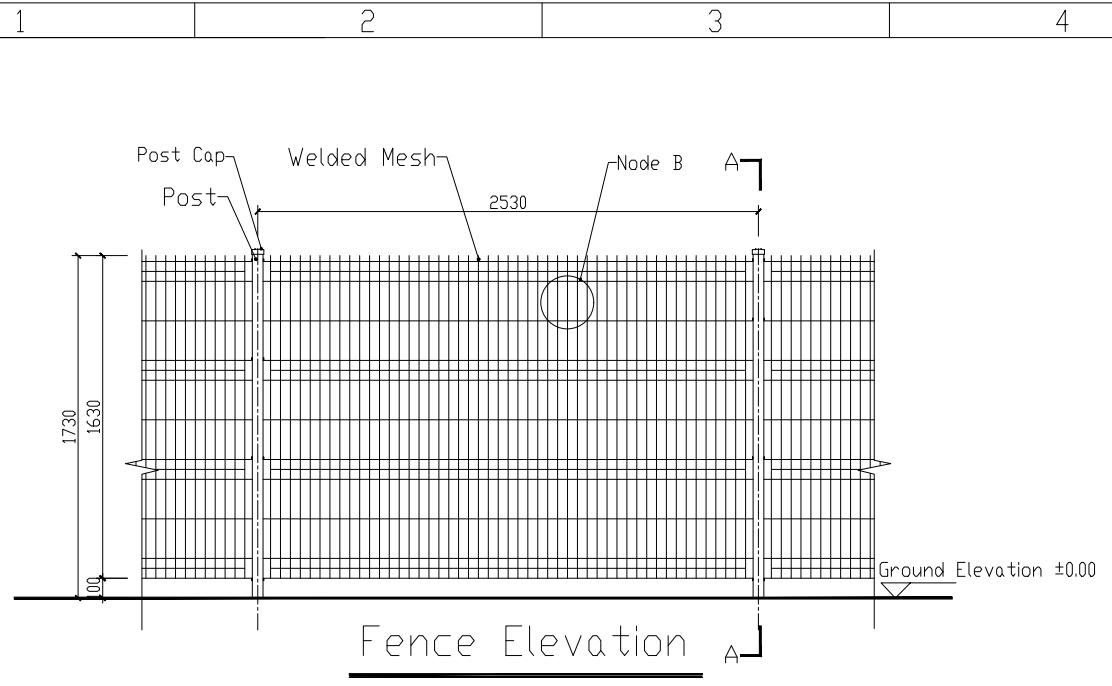 1 2 3 4
Post Cap
Welded Mesh
Node B
A
Post
2530
1730
1630
100
Ground Elevation ±0.00
Fence Elevation
A